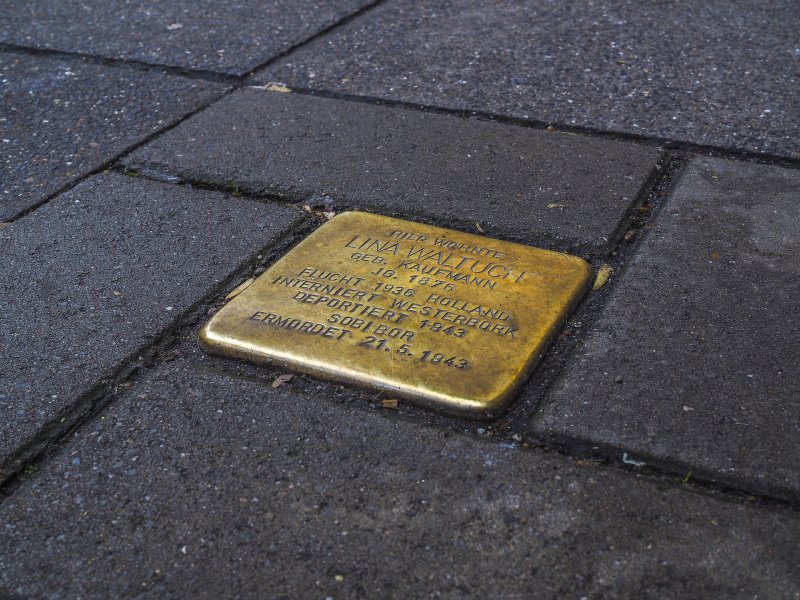 HIER WOHNTE
LINA WALTUCH
GEB. KAUFMANN
JG. 1876
FLUCHT 1936 HOLLAND
INTERNIERT WESTERBORK
DEPORTIERT 1943
SOBIBOR
ERMORDET 21.5.1943